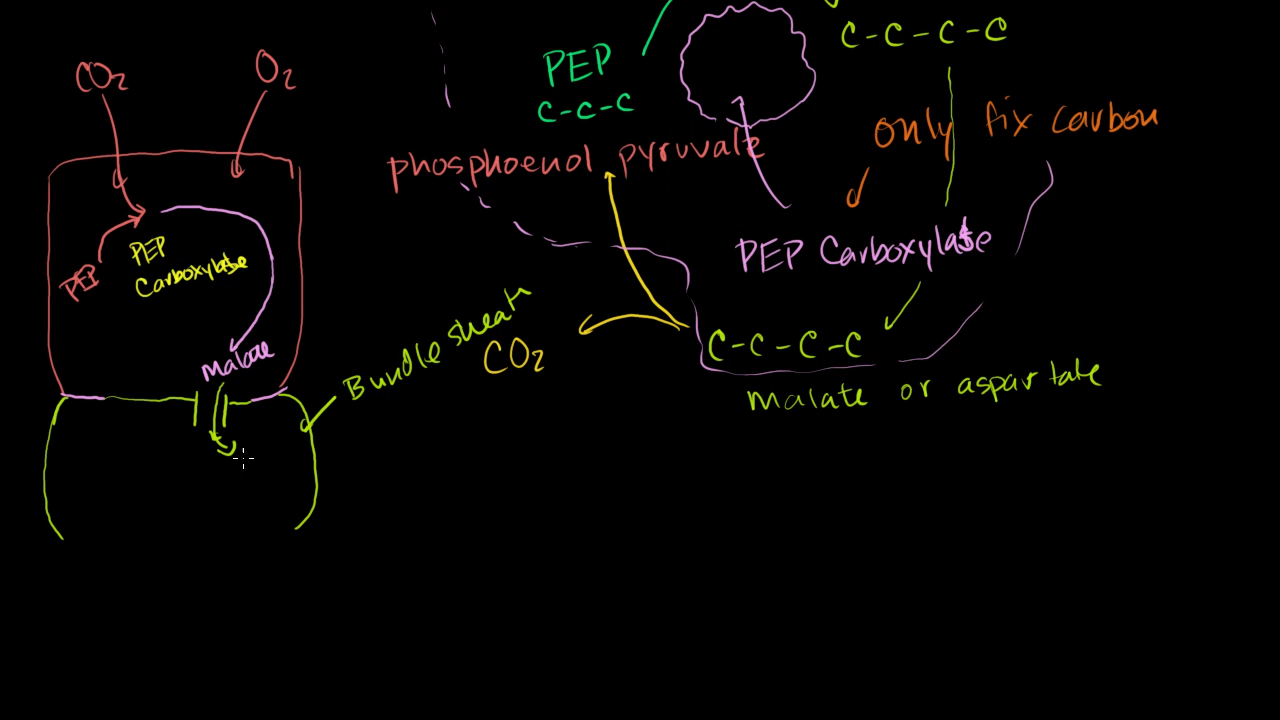 CO2
O2
PEP
PEP
Carboxylase
Malate
Bundle sheath
PEP
C-C-C
phosphoenol pyruvate
C-C-C-C
only fix carbon
PEP Carboxylase
C-C-C-C
malate or aspartate
CO2